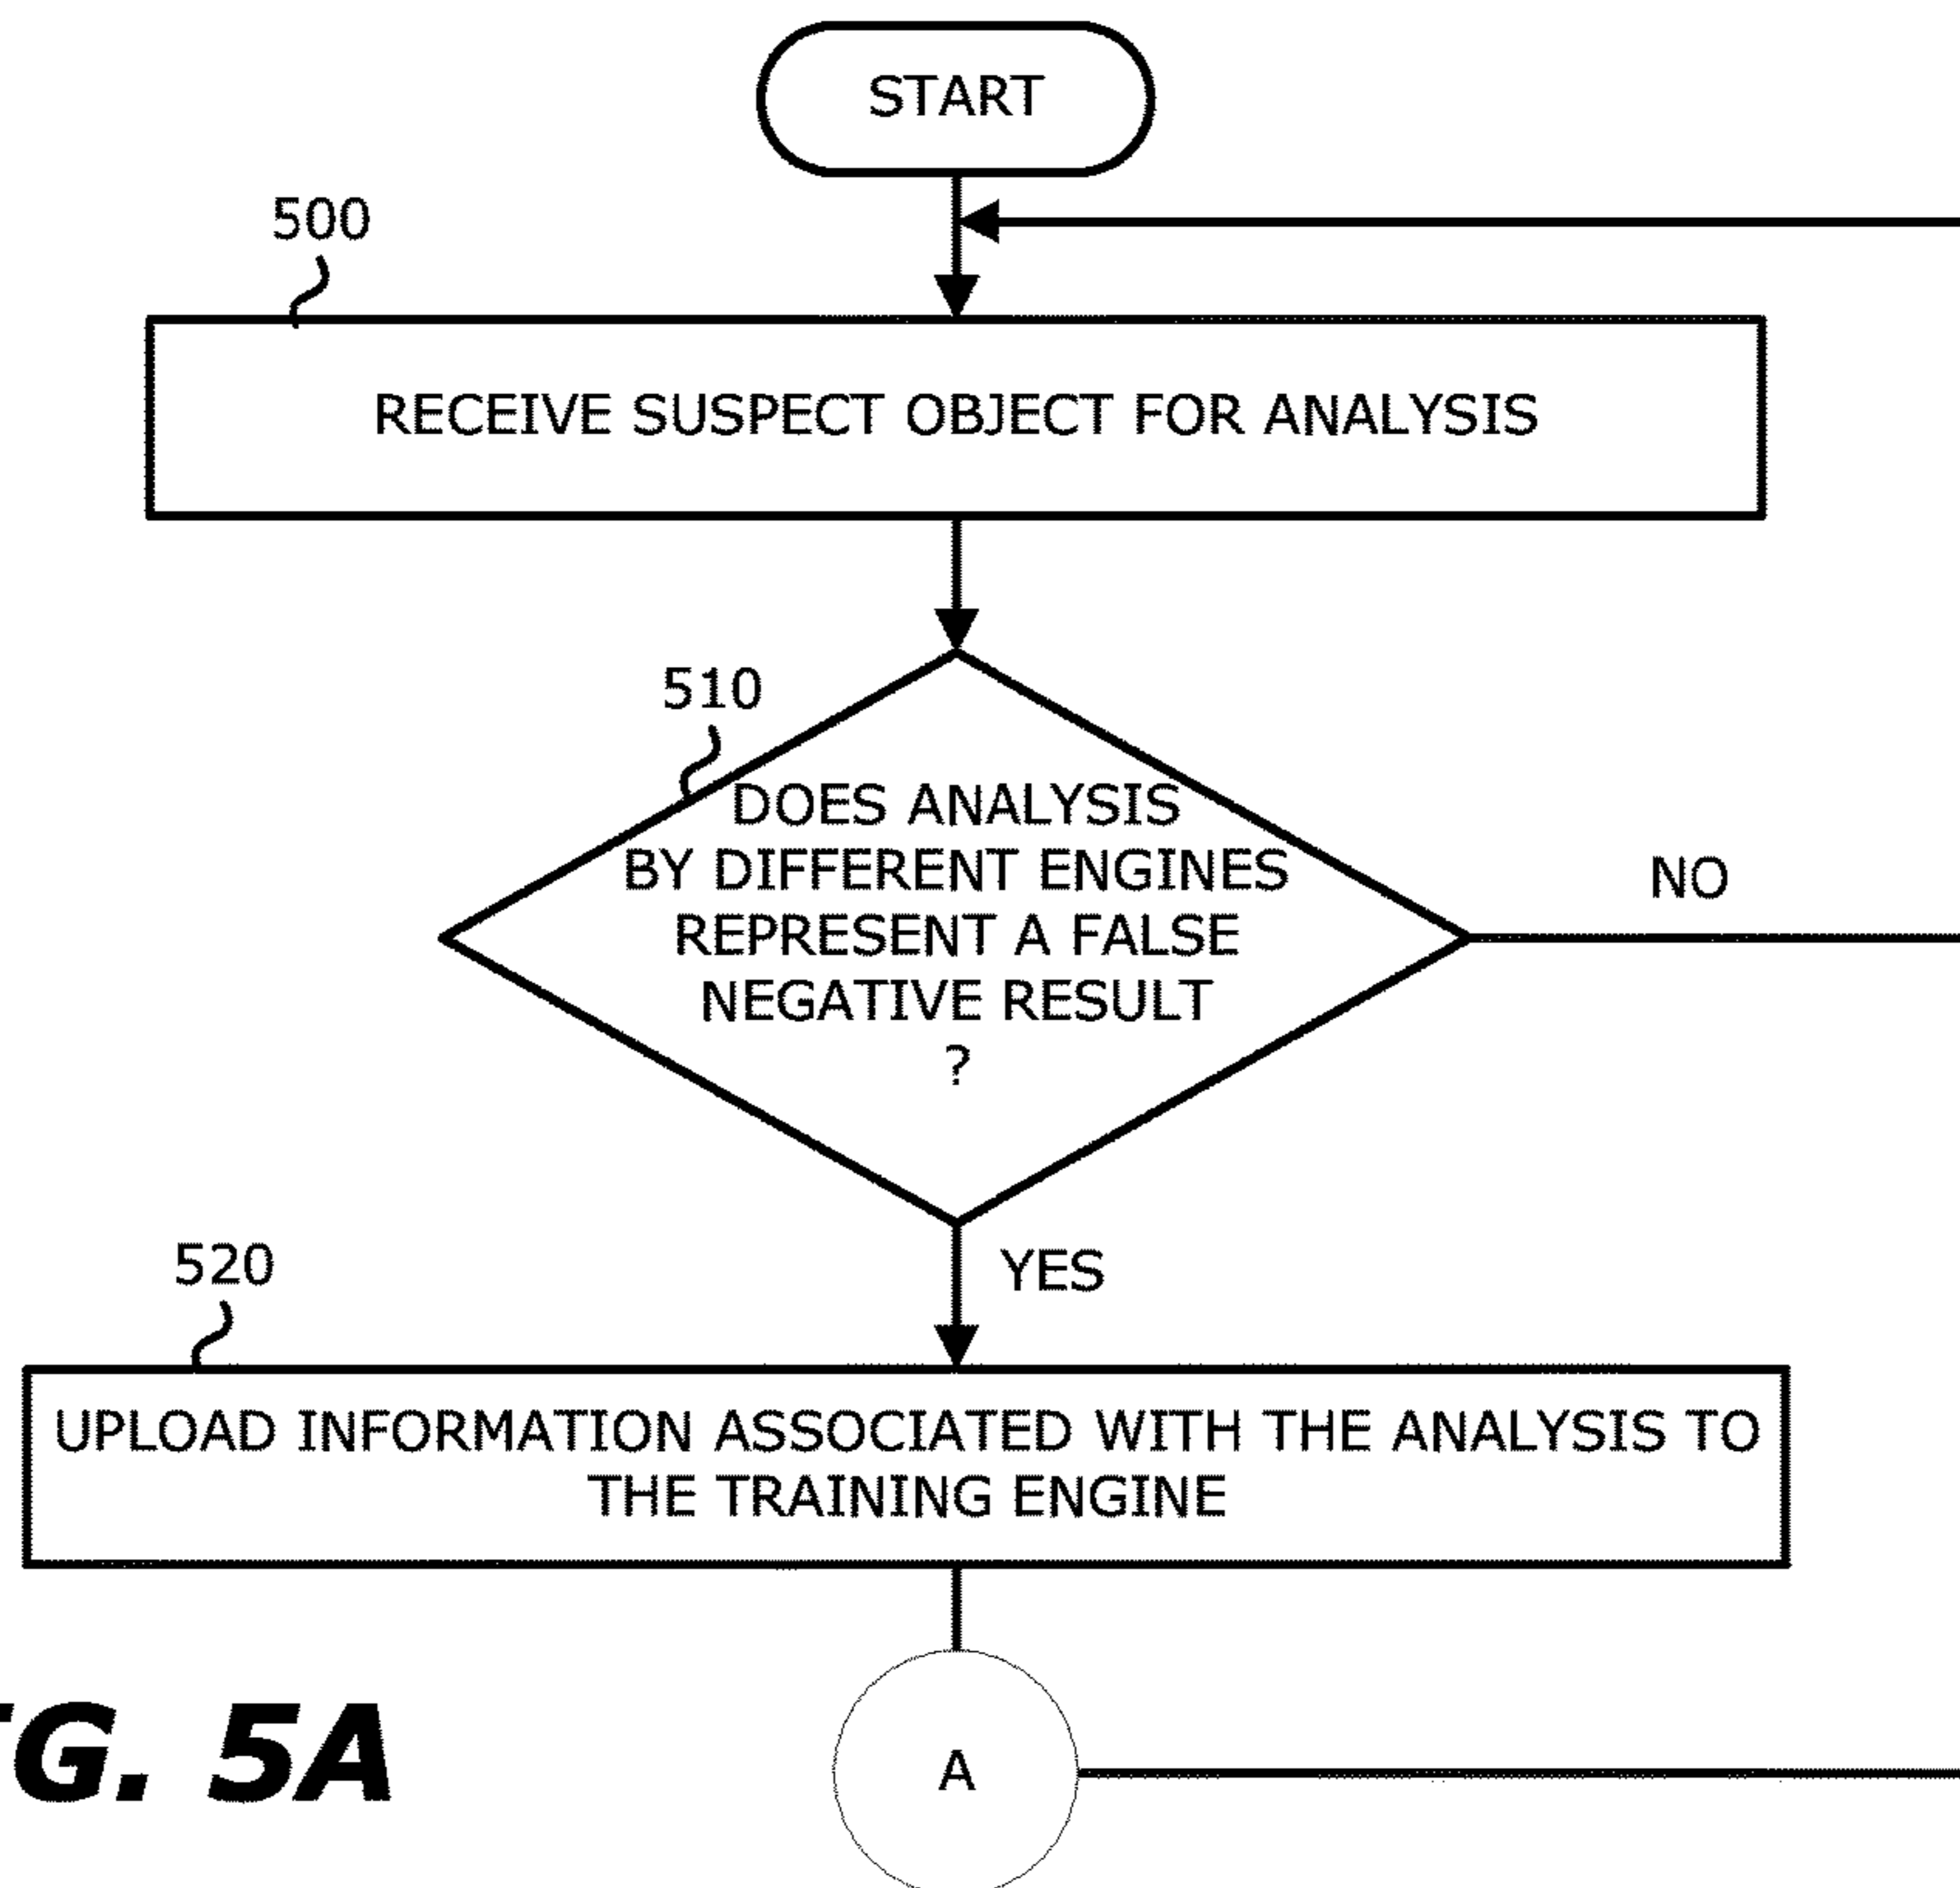 START
500
RECEIVE SUSPECT OBJECT FOR ANALYSIS
510
DOES ANALYSIS
BY DIFFERENT ENGINES
REPRESENT A FALSE
NEGATIVE RESULT
?
NO
YES
520
UPLOAD INFORMATION ASSOCIATED WITH THE ANALYSIS TO
THE TRAINING ENGINE
A
G. 5A